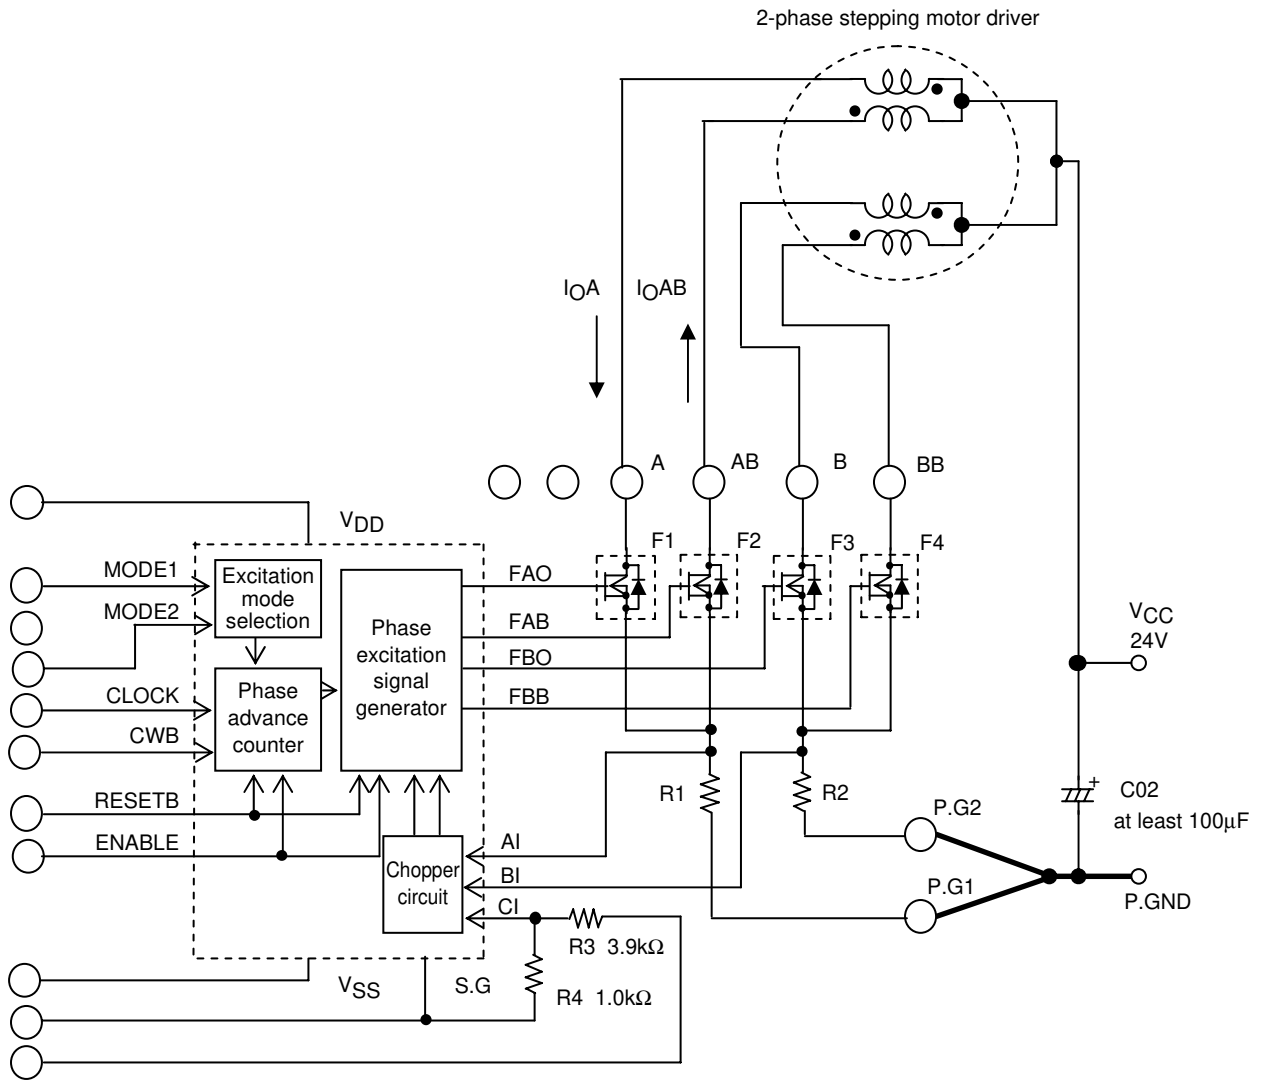 2-phase stepping motor driver
IOA
IOAB
A
AB
B
BB
VDD
F1
F2
F3
F4
MODE1
Excitation
mode
selection
FAO
MODE2
Phase
excitation
signal
generator
FAB
FBO
FBB
VCC
24V
CLOCK
Phase
advance
counter
CWB
RESETB
R1
R2
C02
+
at least 100μF
P.G2
ENABLE
Chopper
circuit
AI
BI
CI
P.G1
P.GND
R3 3.9kΩ
R4 1.0kΩ
VSS
S.G